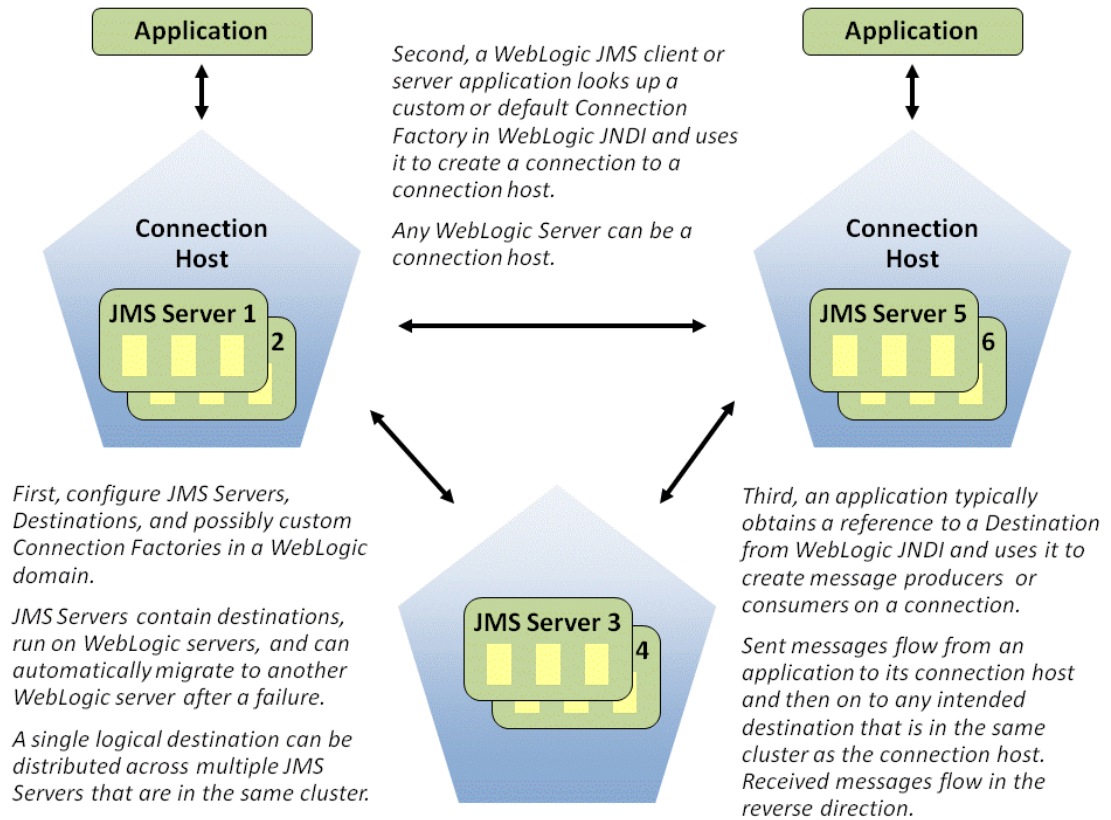 Application
Application
Second, a WebLogic JMS client or
server application looks up a
custom or default Connection
Factory in WebLogic JNDI and uses
it to create a connection to a
connection host.
Any WebLogic Server can be a
connection host.
Connection
Host
JMS Server 1
2
Connection
Host
JMS Server 5
6
First, configure JMS Servers,
Destinations, and possibly custom
Connection Factories in a WebLogic
domain.
JMS Servers contain destinations,
run on WebLogic servers, and can
automatically migrate to another
WebLogic server after a failure.
A single logical destination can be
distributed across multiple JMS
Servers that are in the same cluster.
JMS Server 3
4
Third, an application typically
obtains a reference to a Destination
from WebLogic JNDI and uses it to
create message producers or
consumers on a connection.
Sent messages flow from an
application to its connection host
and then on to any intended
destination that is in the same
cluster as the connection host.
Received messages flow in the
reverse direction.